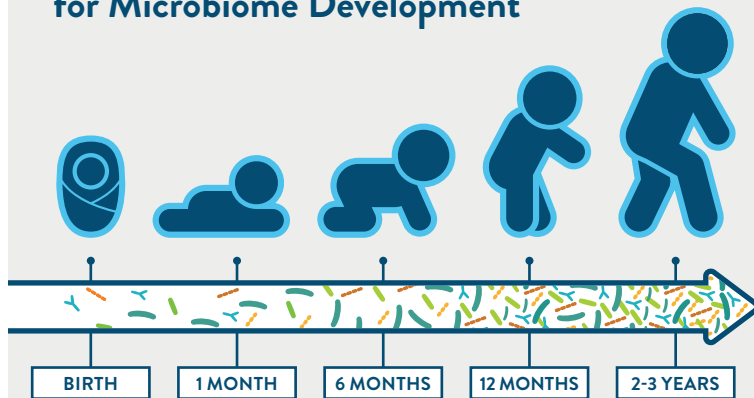 for Microbiome Development
BIRTH
1 MONTH
6 MONTHS
12 MONTHS
2-3 YEARS